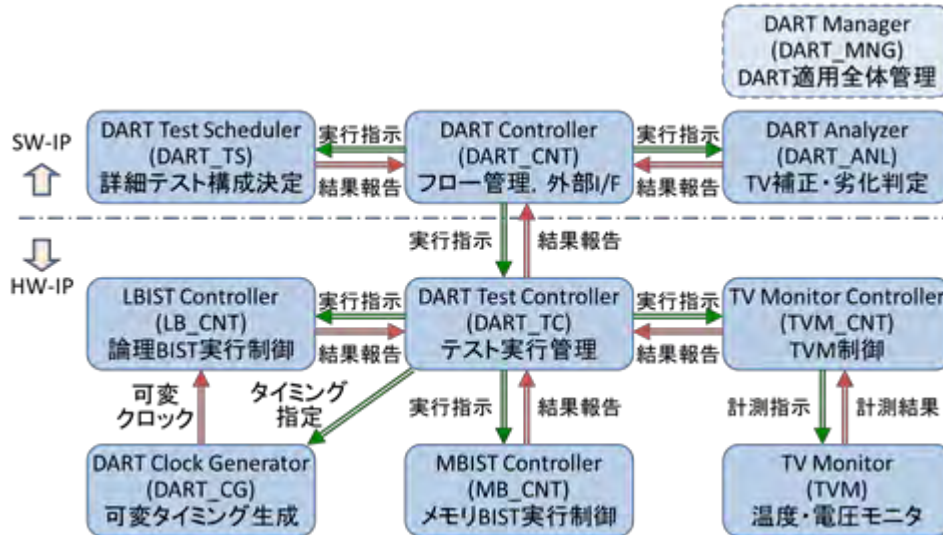 DART Manager
(DART_MNG)
DART適用全体管理
SW-IP
DART Test Scheduler
(DART_TS)
詳細テスト構成決定
実行指示
結果報告
DART Controller
(DART_CNT)
フロー管理，外部I/F
実行指示
結果報告
DART Analyzer
(DART_ANL)
TV補正・劣化判定
実行指示
結果報告
HW-IP
LBIST Controller
(LB_CNT)
論理BIST実行制御
実行指示
結果報告
DART Test Controller
(DART_TC)
テスト実行管理
実行指示
結果報告
TV Monitor Controller
(TVM_CNT)
TVM制御
可変
クロック
タイミング
指定
実行指示
結果報告
計測指示
計測結果
DART Clock Generator
(DART_CG)
可変タイミング生成
MBIST Controller
(MB_CNT)
メモリBIST実行制御
TV Monitor
(TVM)
温度・電圧モニタ